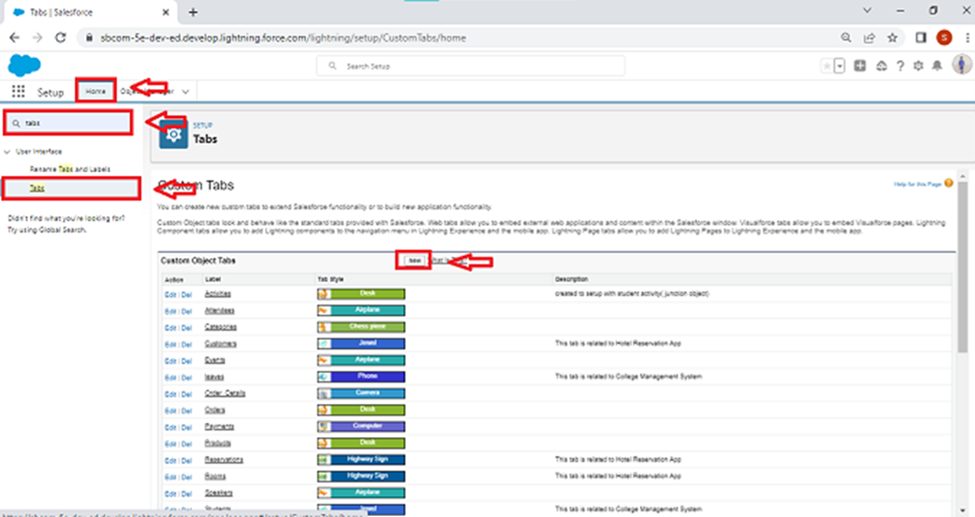 Tabs | Salesforce
sbcom-5e-dev-ed.develop.lightning.force.com/lightning/setup/CustomTabs/home
S
Search Setup
Setup
Home
tabs
User Interface
Rename Tabs and Labels
Tabs
Didn't find what you're looking for?
Try using Global Search.
SETUP
Tabs
Custom Tabs
Help for this Page
You can create new custom tabs to extend Salesforce functionality or to build new application functionality.
Custom Object tabs look and behave like the standard tabs provided with Salesforce. Web tabs allow you to embed external web applications and content within the Salesforce window. Visualforce tabs allow you to embed Visualforce pages. Lightning
Component tabs allow you to add Lightning components to the navigation menu in Lightning Experience and the mobile app. Lightning Page tabs allow you to add Lightning Pages to Lightning Experience and the mobile app.
Custom Object Tabs New
Action Label Tab Style Description
Edit | Del Activities Desk created to setup with student activity( junction object)
Edit | Del Attendees Airplane
Edit | Del Categories Chess piece
Edit | Del Customers Jewel This tab is related to Hotel Reservation App
Edit | Del Events Airplane
Edit | Del leaves Phone This tab is related to College Management System
Edit | Del Order_Details Camera
Edit | Del Orders Desk
Edit | Del Payments Computer
Edit | Del Products Desk
Edit | Del Reservations Highway Sign This tab is related to Hotel Reservation App
Edit | Del Rooms Highway Sign This tab is related to Hotel Reservation App
Edit | Del Speakers Airplane
Edit | Del Students Jewel This tab is related to College Management System